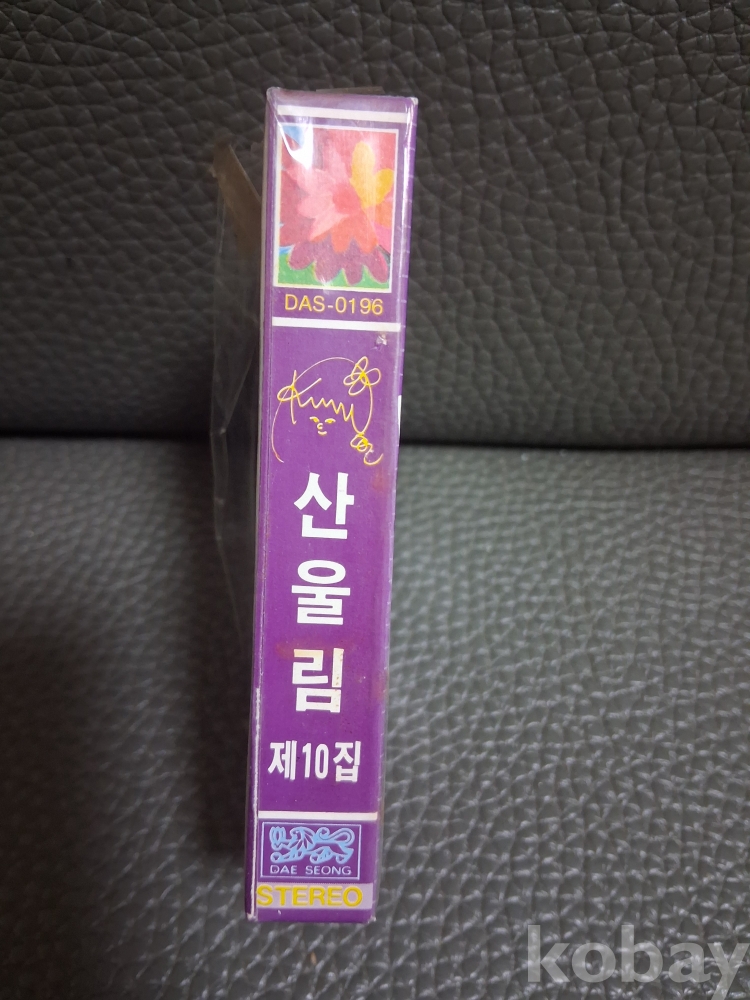 DAS-0196
산울림
제10집
DAE SEONG
STEREO
kobay